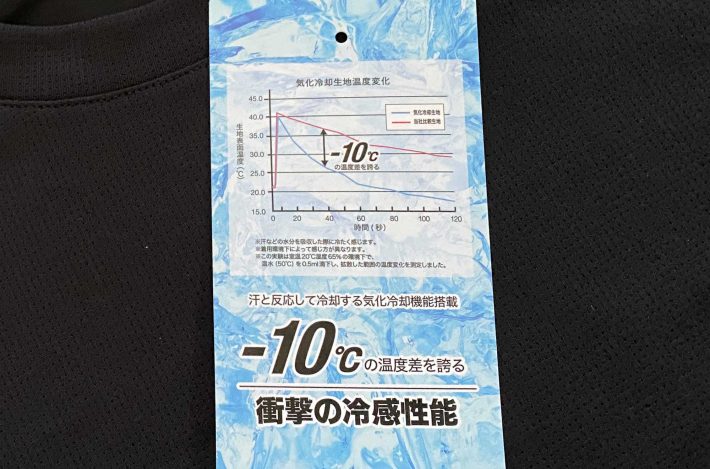 気化冷却生地温度変化
45.0
40.0
35.0
30.0
25.0
20.0
15.0
生地表面温度(℃)
気化冷却生地
当社比較生地
-10℃
の温度差を誇る
0 20 40 60 80 100 120
時間(秒)
※汗などの水分を吸収した際に冷たく感じます。
※着用環境下によって感じ方が異なります。
※この実験は室温20℃湿度65%の環境下で、
温水(50℃)を0.5ml滴下し、拡散した範囲の温度変化を測定しました。
汗と反応して冷却する気化冷却機能搭載
-10℃の温度差を誇る
衝撃の冷感性能